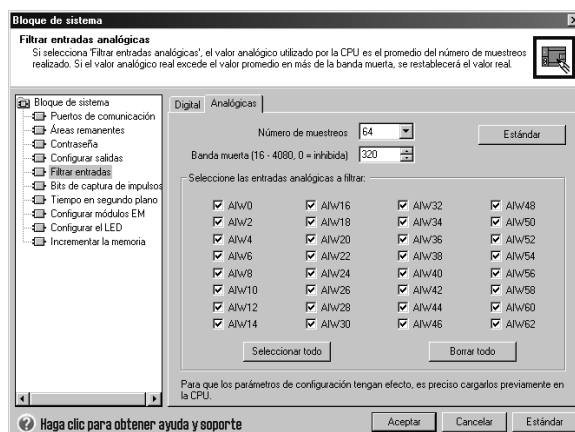 Bloque de sistema
Filtrar entradas analógicas
Si selecciona 'Filtrar entradas analógicas', el valor analógico utilizado por la CPU es el promedio del número de muestreos
realizado. Si el valor analógico real excede el valor promedio en más de la banda muerta, se restablecerá el valor real.
Bloque de sistema
Puertos de comunicación
Áreas remanentes
Contraseña
Configurar salidas
Filtrar entradas
Bits de captura de impulsos
Tiempo en segundo plano
Configurar módulos EM
Configurar el LED
Incrementar la memoria
Digital Analógicas
Número de muestreos 64
Estándar
Banda muerta (16 - 4080, 0 = inhibida) 320
Seleccione las entradas analógicas a filtrar:
AIW0 AIW16 AIW32 AIW48
AIW2 AIW18 AIW34 AIW50
AIW4 AIW20 AIW36 AIW52
AIW6 AIW22 AIW38 AIW54
AIW8 AIW24 AIW40 AIW56
AIW10 AIW26 AIW42 AIW58
AIW12 AIW28 AIW44 AIW60
AIW14 AIW30 AIW46 AIW62
Seleccionar todo Borrar todo
Para que los parámetros de configuración tengan efecto, es preciso cargarlos previamente en
la CPU.
Haga clic para obtener ayuda y soporte
Aceptar Cancelar Estándar